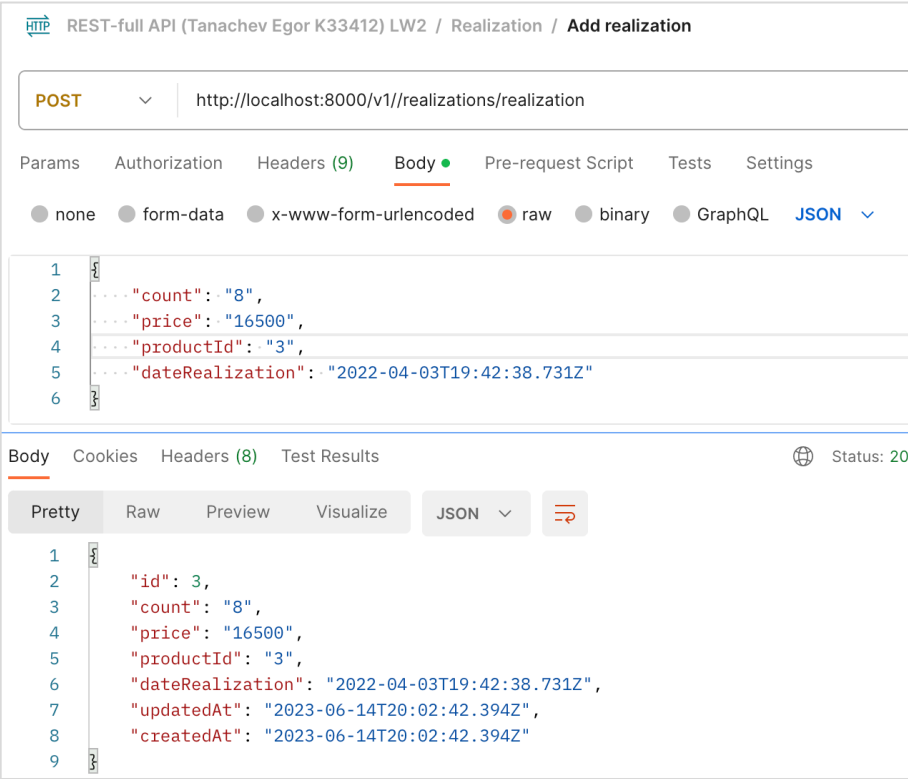 HTTP REST-full API (Tanachev Egor K33412) LW2 / Realization / Add realization
POST http://localhost:8000/v1//realizations/realization
Params Authorization Headers (9) Body Pre-request Script Tests Settings
none form-data x-www-form-urlencoded raw binary GraphQL JSON
1 {
2 "count": "8",
3 "price": "16500",
4 "productId": "3",
5 "dateRealization": "2022-04-03T19:42:38.731Z"
6 }
Body Cookies Headers (8) Test Results Status: 20
Pretty Raw Preview Visualize JSON
1 {
2 "id": 3,
3 "count": "8",
4 "price": "16500",
5 "productId": "3",
6 "dateRealization": "2022-04-03T19:42:38.731Z",
7 "updatedAt": "2023-06-14T20:02:42.394Z",
8 "createdAt": "2023-06-14T20:02:42.394Z"
9 }